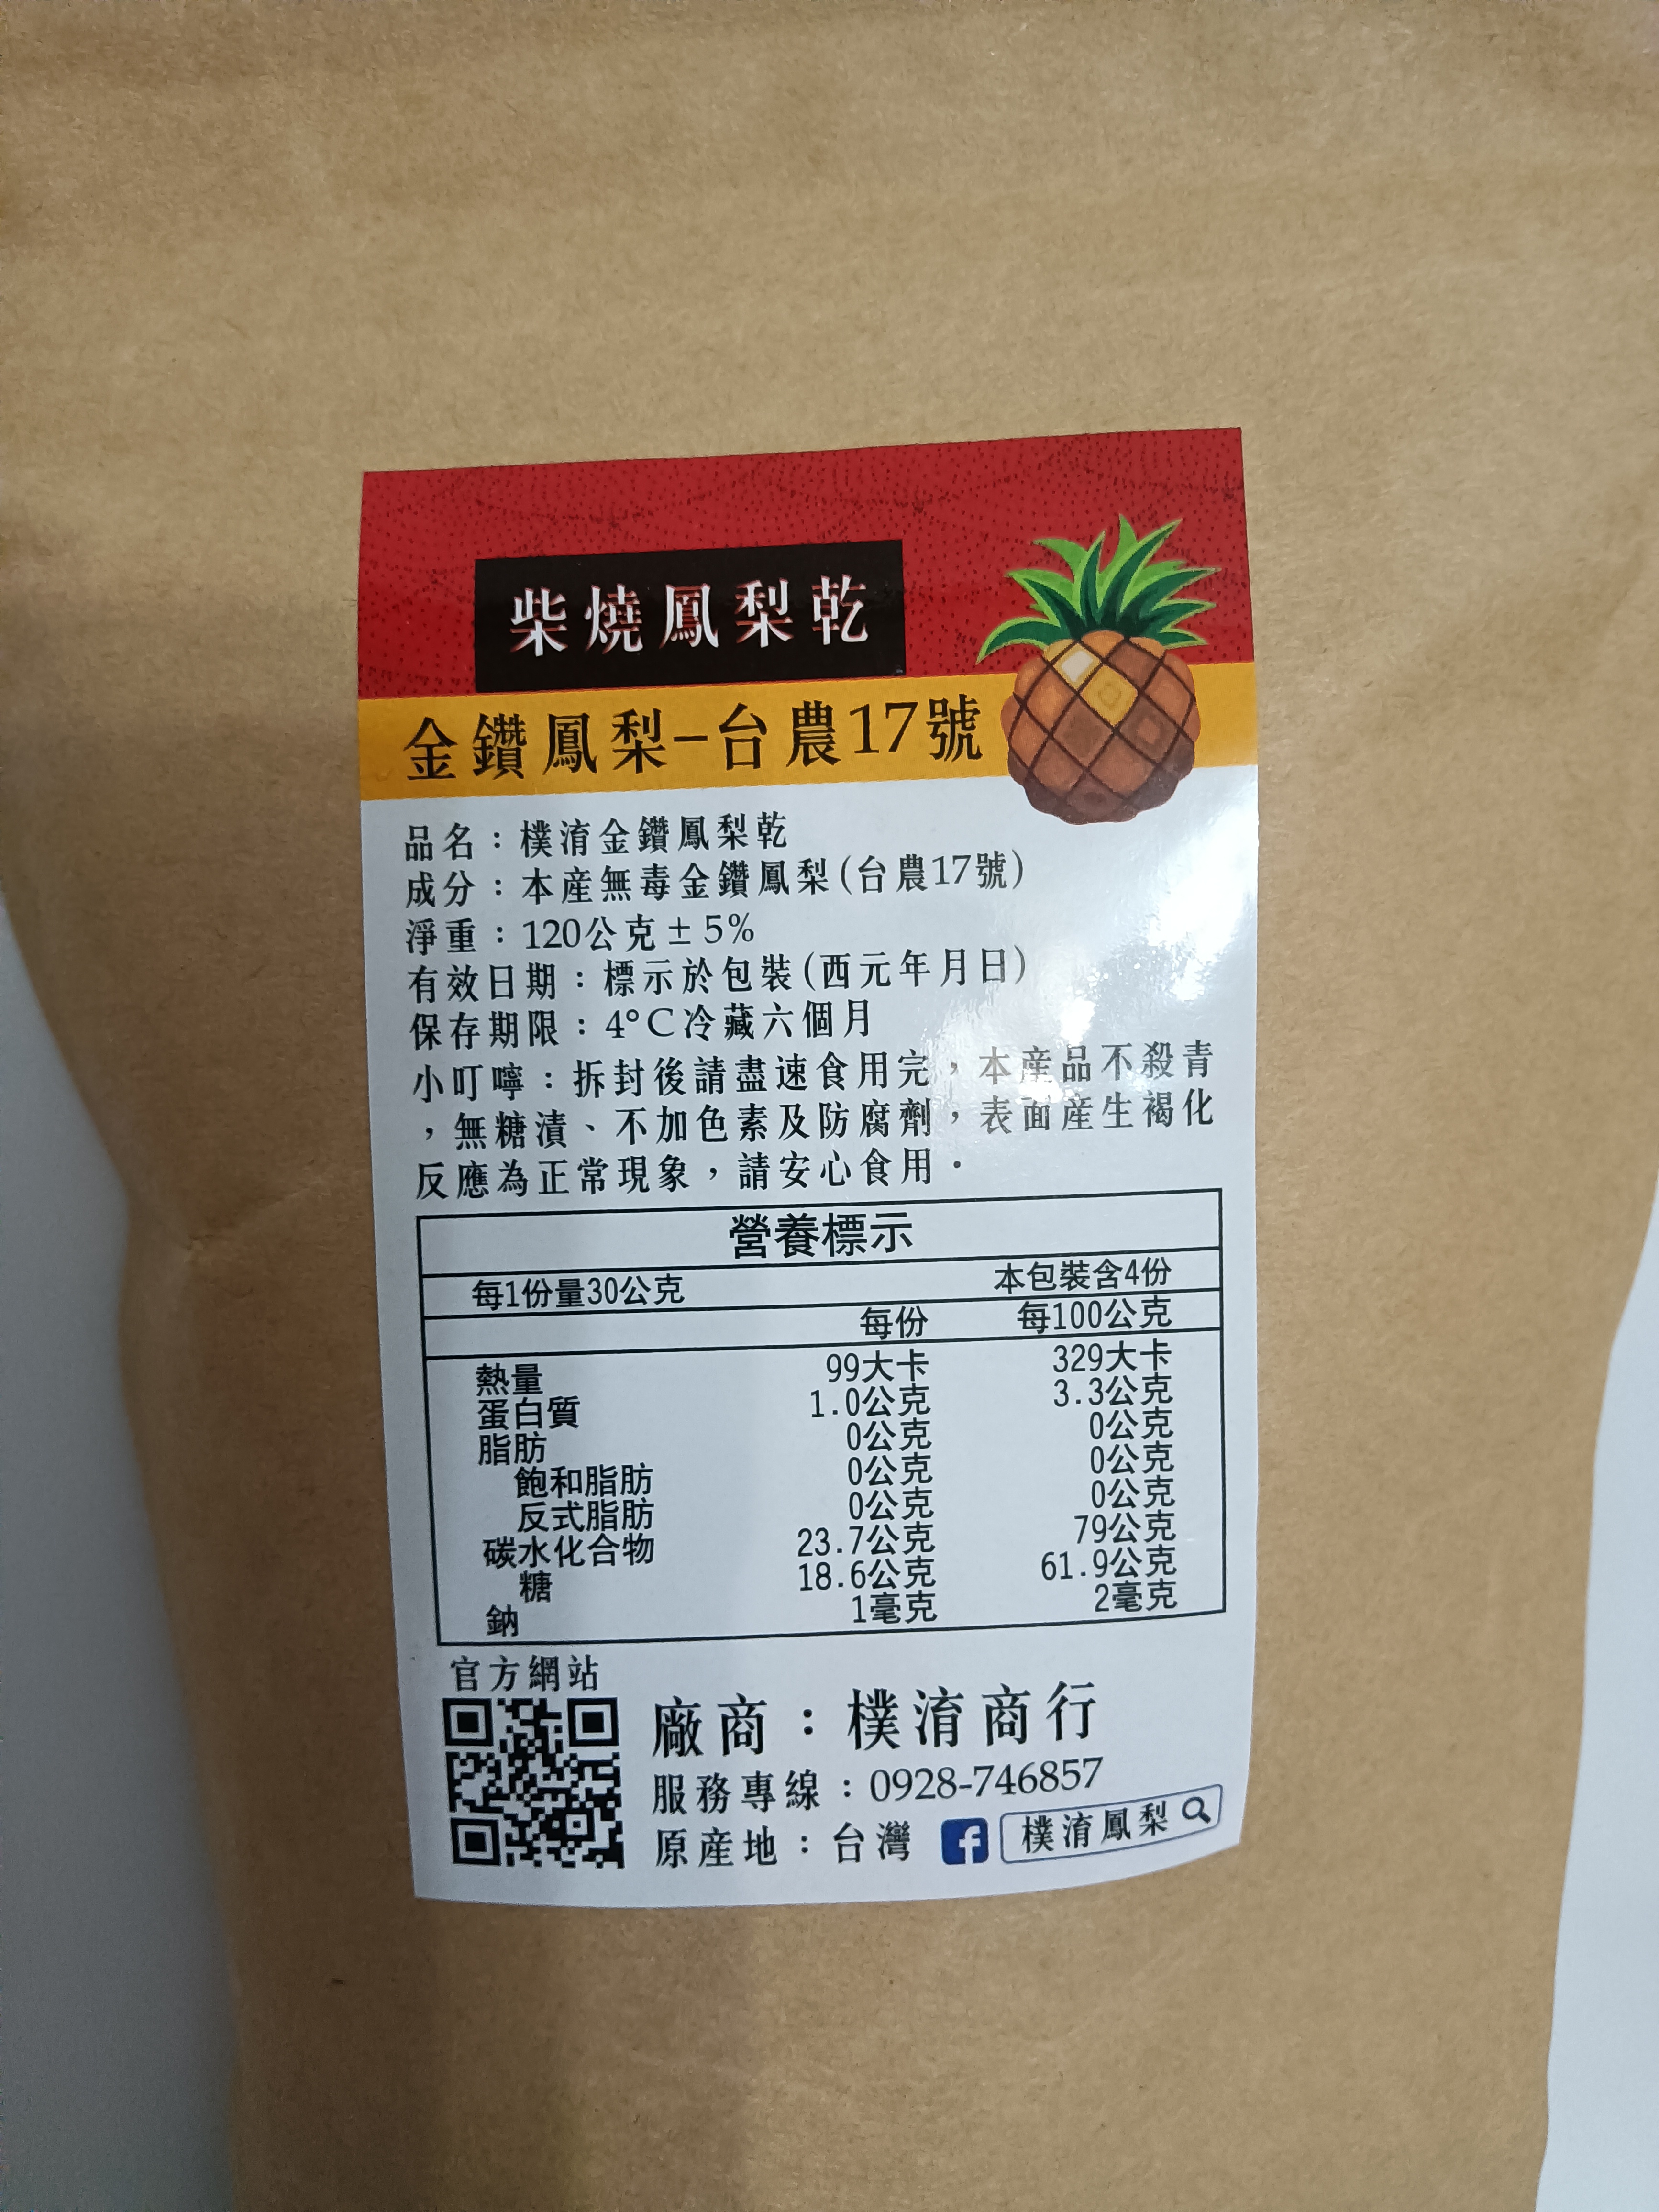 柴燒鳳梨乾
金鑽鳳梨–台農17號
品名：樸淯金鑽鳳梨乾
成分：本產無毒金鑽鳳梨(台農17號)
淨重：120公克±5%
有效日期：標示於包裝(西元年月日)
保存期限：4°C冷藏六個月
小叮嚀：拆封後請盡速食用完，本產品不殺青
，無糖漬、不加色素及防腐劑，表面產生褐化
反應為正常現象，請安心食用．
營養標示
每1份量30公克 本包裝含4份
每份 每100公克
熱量 99大卡 329大卡
蛋白質 1.0公克 3.3公克
脂肪 0公克 0公克
飽和脂肪 0公克 0公克
反式脂肪 0公克 0公克
碳水化合物 23.7公克 79公克
糖 18.6公克 61.9公克
鈉 1毫克 2毫克
官方網站
廠商：樸淯商行
服務專線：0928-746857
原產地：台灣 f 樸淯鳳梨